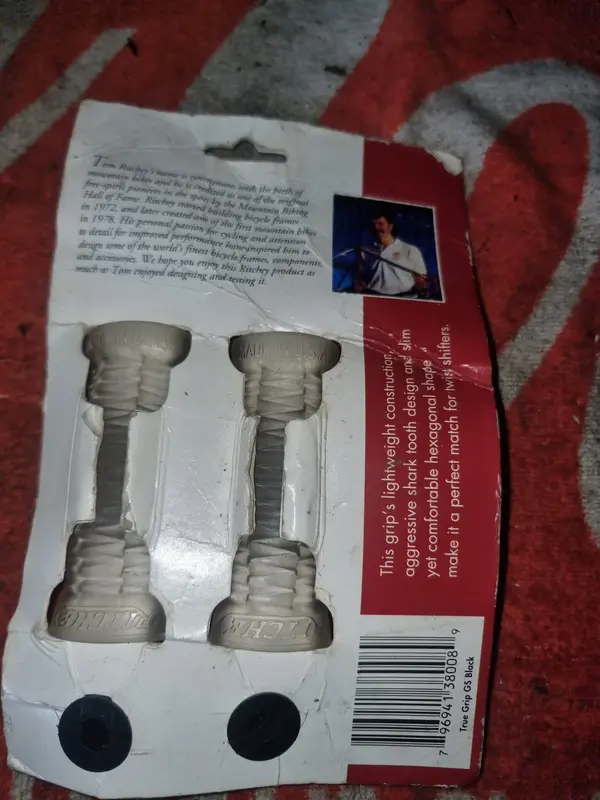 Tom Ritchey's name is synonymous with the birth of
mountain bikes and he is credited as one of the original
free-spirit pioneers in the sport by the Mountain Biking
Hall of Fame. Ritchey started building bicycle frames
in 1972, and later created one of the first mountain bikes
in 1978. His personal passion for cycling and attention
to detail for improved performance have inspired him to
design some of the world's finest bicycle frames, components,
and accessories. We hope you enjoy this Ritchey product as
much as Tom enjoyed designing and testing it.
This grip's lightweight construction,
aggressive shark tooth design and slim
yet comfortable hexagonal shape
make it a perfect match for twist shifters.
MADE IN USA
RITCHEY
RITCHEY
7 96941 38008 9
True Grip GS Black